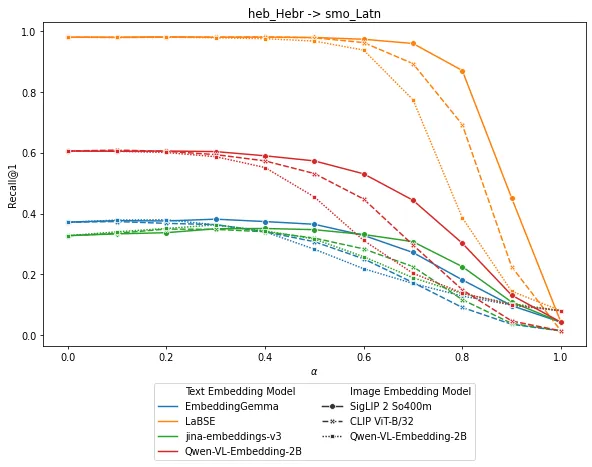 heb_Hebr -> smo_Latn
1.0
0.8
0.6
0.4
0.2
0.0
Recall@1
0.0 0.2 0.4 0.6 0.8 1.0
α
Text Embedding Model Image Embedding Model
EmbeddingGemma SigLIP 2 So400m
LaBSE CLIP ViT-B/32
jina-embeddings-v3 Qwen-VL-Embedding-2B
Qwen-VL-Embedding-2B